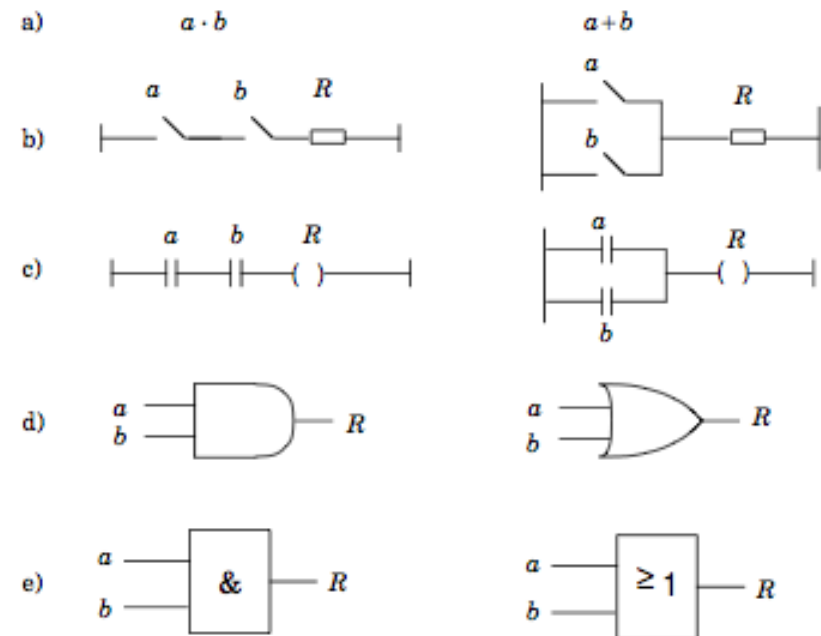 a) a · b a+b
a
a b R R
b) b
a
a b R R
c)
b
a a
d) R R
b b
a a
e) & R ≥ 1 R
b b